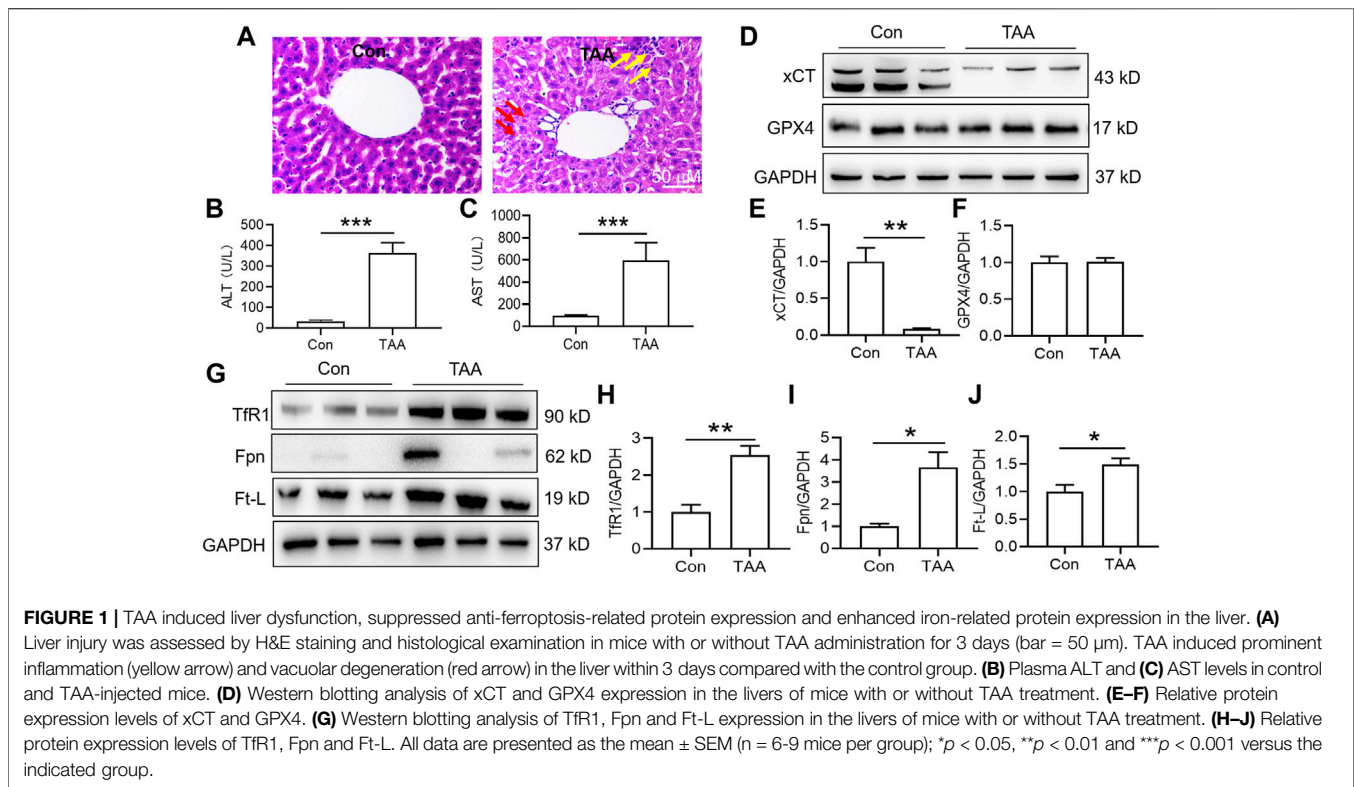 A
Con
TAA
50 μM
B
ALT (U/L)
500
400
300
200
100
0
Con
TAA
***
C
AST (U/L)
1000
800
600
400
200
0
Con
TAA
***
D
Con
TAA
xCT
43 kD
GPX4
17 kD
GAPDH
37 kD
E
xCT/GAPDH
1.5
1.0
0.5
0.0
Con
TAA
**
F
GPX4/GAPDH
1.5
1.0
0.5
0.0
Con
TAA
G
Con
TAA
TfR1
90 kD
Fpn
62 kD
Ft-L
19 kD
GAPDH
37 kD
H
TfR1/GAPDH
3
2
1
0
Con
TAA
**
I
Fpn/GAPDH
5
4
3
2
1
0
Con
TAA
*
J
Ft-L/GAPDH
2.0
1.5
1.0
0.5
0.0
Con
TAA
*
FIGURE 1 | TAA induced liver dysfunction, suppressed anti-ferroptosis-related protein expression and enhanced iron-related protein expression in the liver. (A)
Liver injury was assessed by H&E staining and histological examination in mice with or without TAA administration for 3 days (bar = 50 μm). TAA induced prominent
inflammation (yellow arrow) and vacuolar degeneration (red arrow) in the liver within 3 days compared with the control group. (B) Plasma ALT and (C) AST levels in control
and TAA-injected mice. (D) Western blotting analysis of xCT and GPX4 expression in the livers of mice with or without TAA treatment. (E–F) Relative protein
expression levels of xCT and GPX4. (G) Western blotting analysis of TfR1, Fpn and Ft-L expression in the livers of mice with or without TAA treatment. (H–J) Relative
protein expression levels of TfR1, Fpn and Ft-L. All data are presented as the mean ± SEM (n = 6-9 mice per group); *p < 0.05, **p < 0.01 and ***p < 0.001 versus the
indicated group.